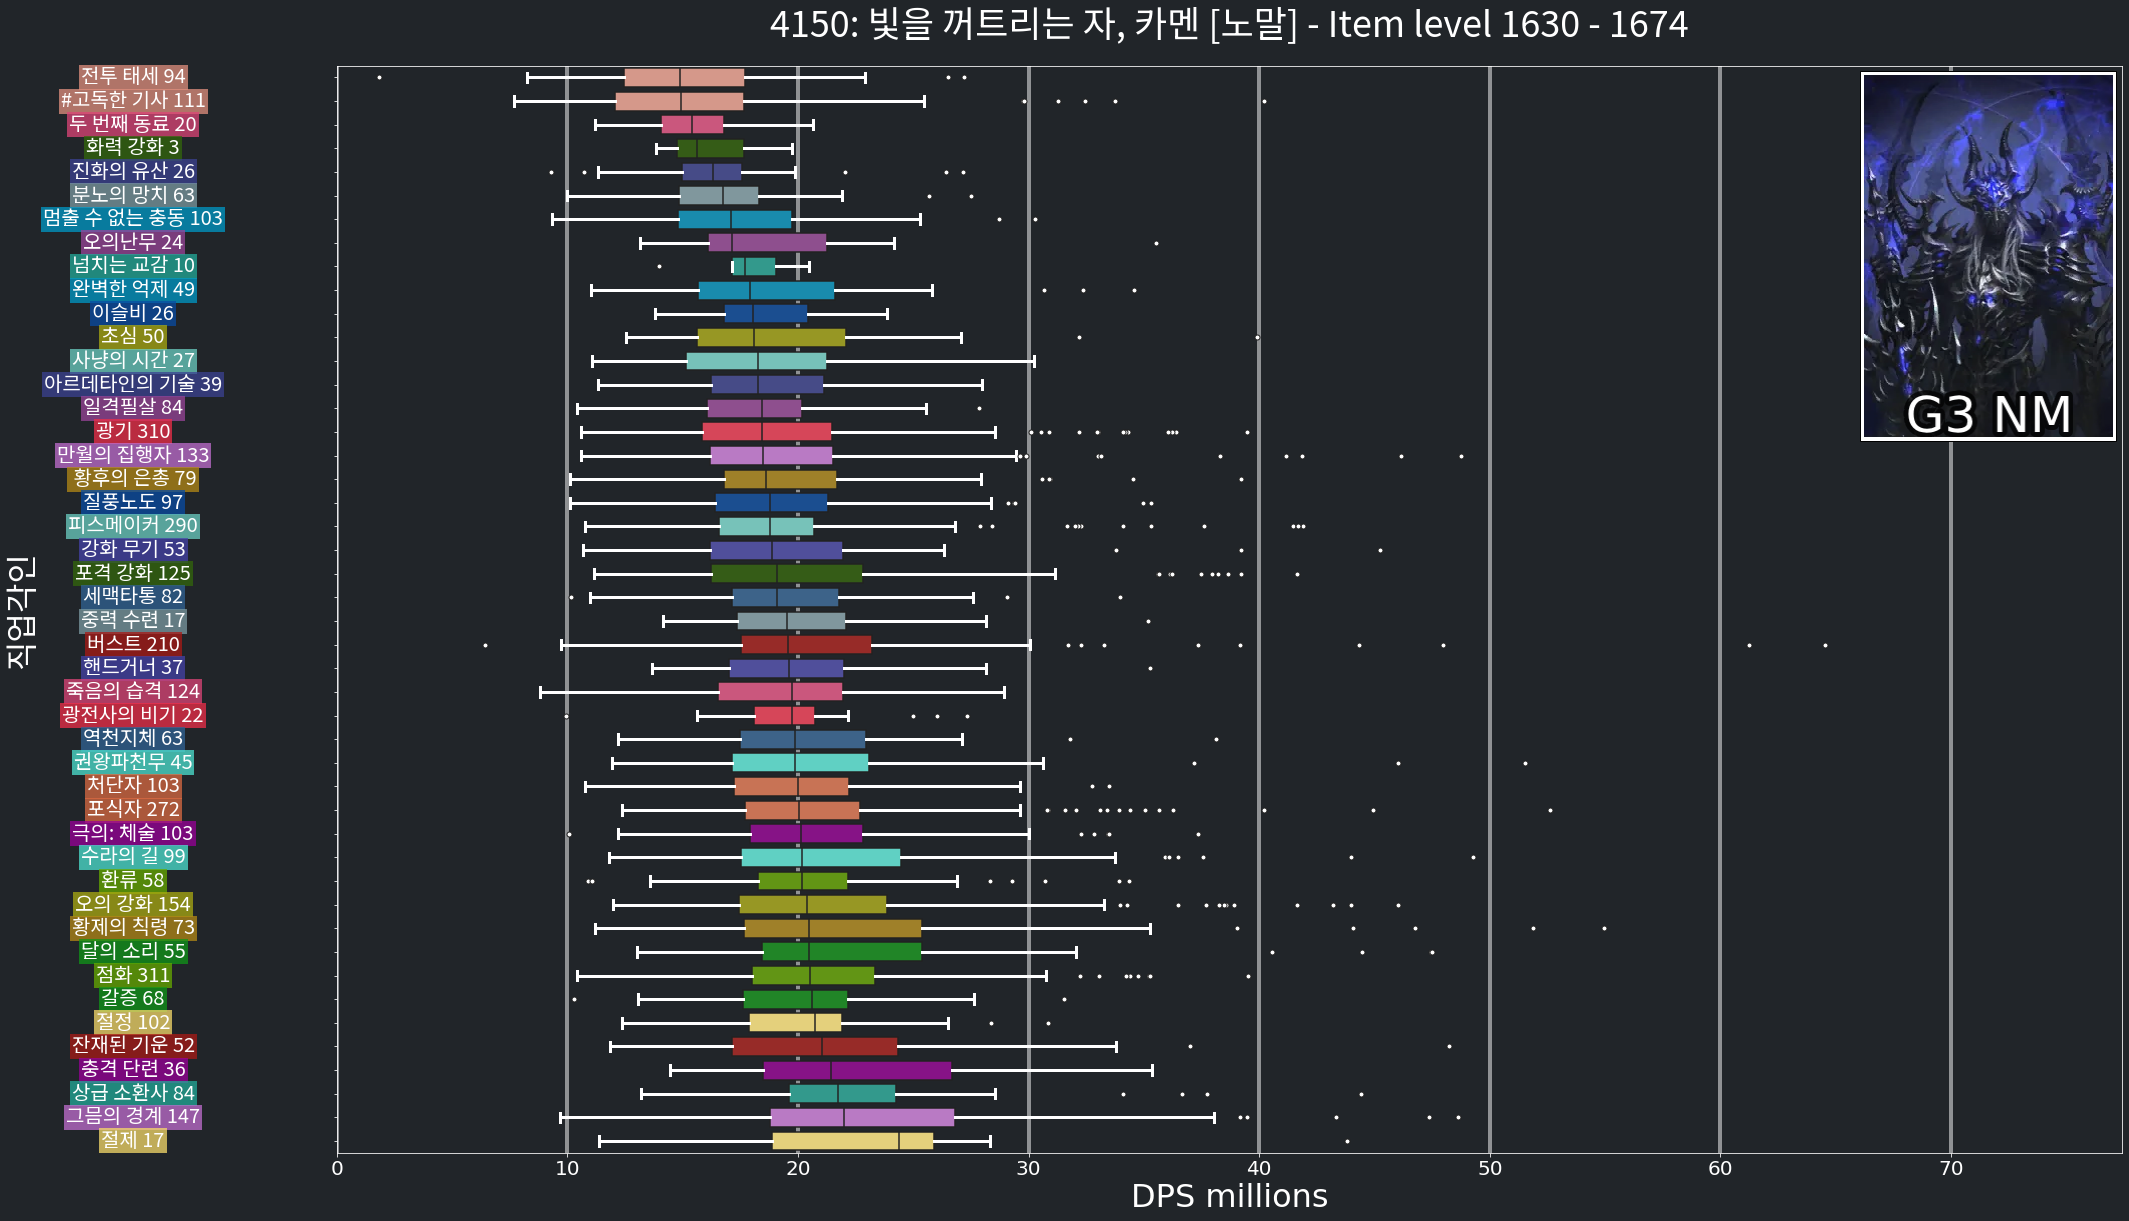 4150: 빛을 꺼트리는 자, 카멘 [노말] - Item level 1630 - 1674
전투 태세 94
#고독한 기사 111
두 번째 동료 20
화력 강화 3
진화의 유산 26
분노의 망치 63
멈출 수 없는 충동 103
오의난무 24
넘치는 교감 10
완벽한 억제 49
이슬비 26
초심 50
사냥의 시간 27
아르데타인의 기술 39
일격필살 84
광기 310
만월의 집행자 133
황후의 은총 79
질풍노도 97
피스메이커 290
강화 무기 53
포격 강화 125
세맥타통 82
중력 수련 17
버스트 210
핸드거너 37
죽음의 습격 124
광전사의 비기 22
역천지체 63
권왕파천무 45
처단자 103
포식자 272
극의: 체술 103
수라의 길 99
환류 58
오의 강화 154
황제의 칙령 73
달의 소리 55
점화 311
갈증 68
절정 102
잔재된 기운 52
충격 단련 36
상급 소환사 84
그믐의 경계 147
절제 17
직업각인
G3 NM
0 10 20 30 40 50 60 70
DPS millions